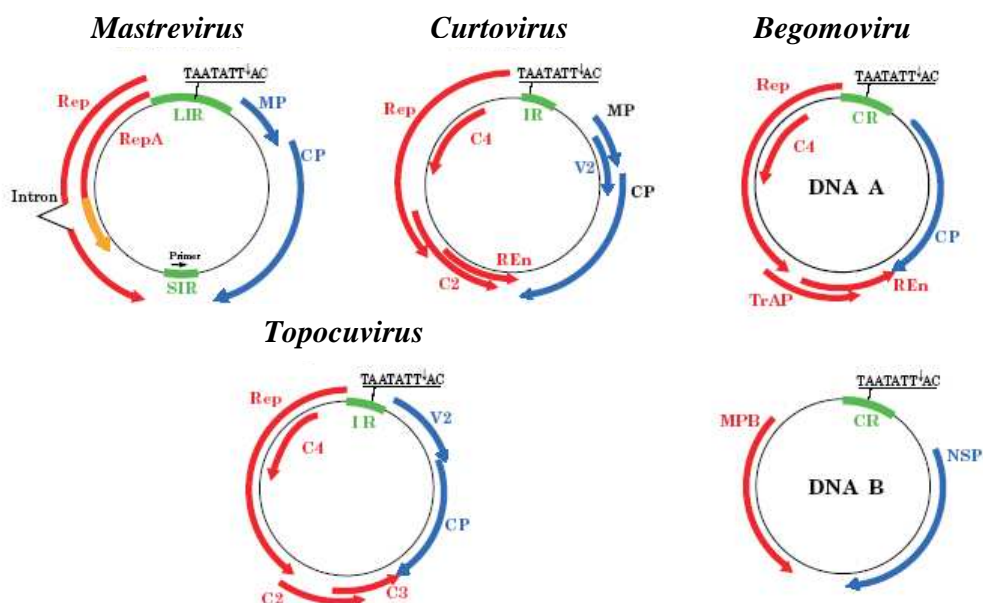 Mastrevirus
TAATATT↓AC
Rep
LIR
MP
RepA
CP
Intron
Primer
SIR
Curtovirus
TAATATT↓AC
Rep
IR
MP
C4
V2
CP
REn
C2
Begomoviru
TAATATT↓AC
Rep
CR
C4
DNA A
CP
REn
TrAP
Topocuvirus
TAATATT↓AC
Rep
IR
V2
C4
CP
C3
C2
TAATATT↓AC
MPB
CR
NSP
DNA B